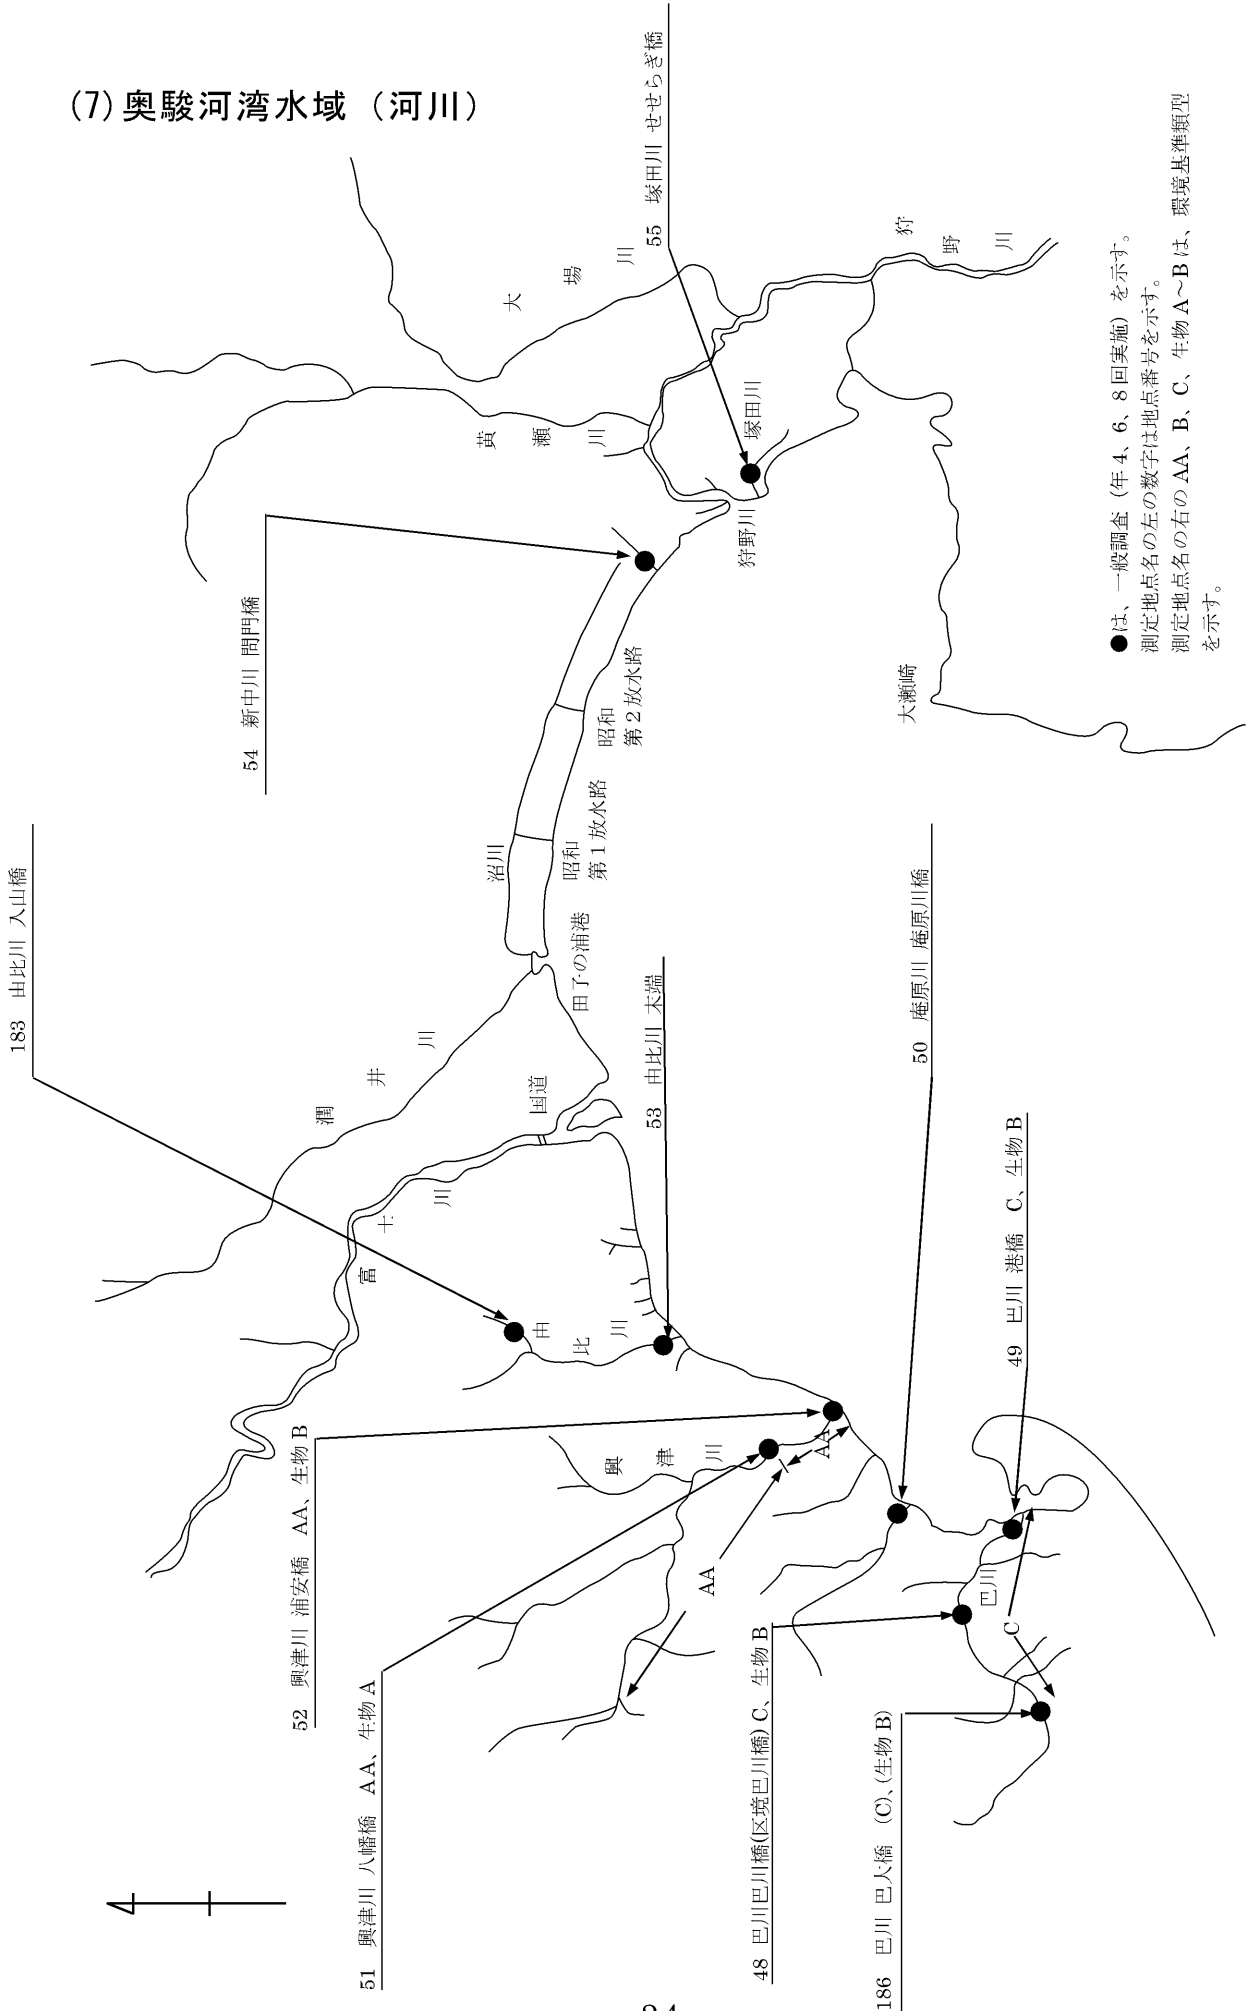 (7)奥駿河湾水域（河川）
55 塚田川 せせらぎ橋
54 新中川 間門橋
183 由比川 入山橋
53 由比川 末端
50 庵原川 庵原川橋
49 巴川 港橋 C、生物B
52 興津川 浦安橋 AA、生物B
51 興津川 八幡橋 AA、生物A
48 巴川巴川橋(区境巴川橋) C、生物B
186 巴川 巴大橋 (C)、(生物B)
大場川
黄瀬川
狩野川
塚田川
狩野川
大瀬崎
昭和
第2放水路
昭和
第1放水路
沼川
田子の浦港
潤井川
国道
富士川
由比川
興津川
AA
AA
巴川
C
●は、一般調査（年4、6、8回実施）を示す。
測定地点名の左の数字は地点番号を示す。
測定地点名の右のAA、B、C、生物A～Bは、環境基準類型
を示す。